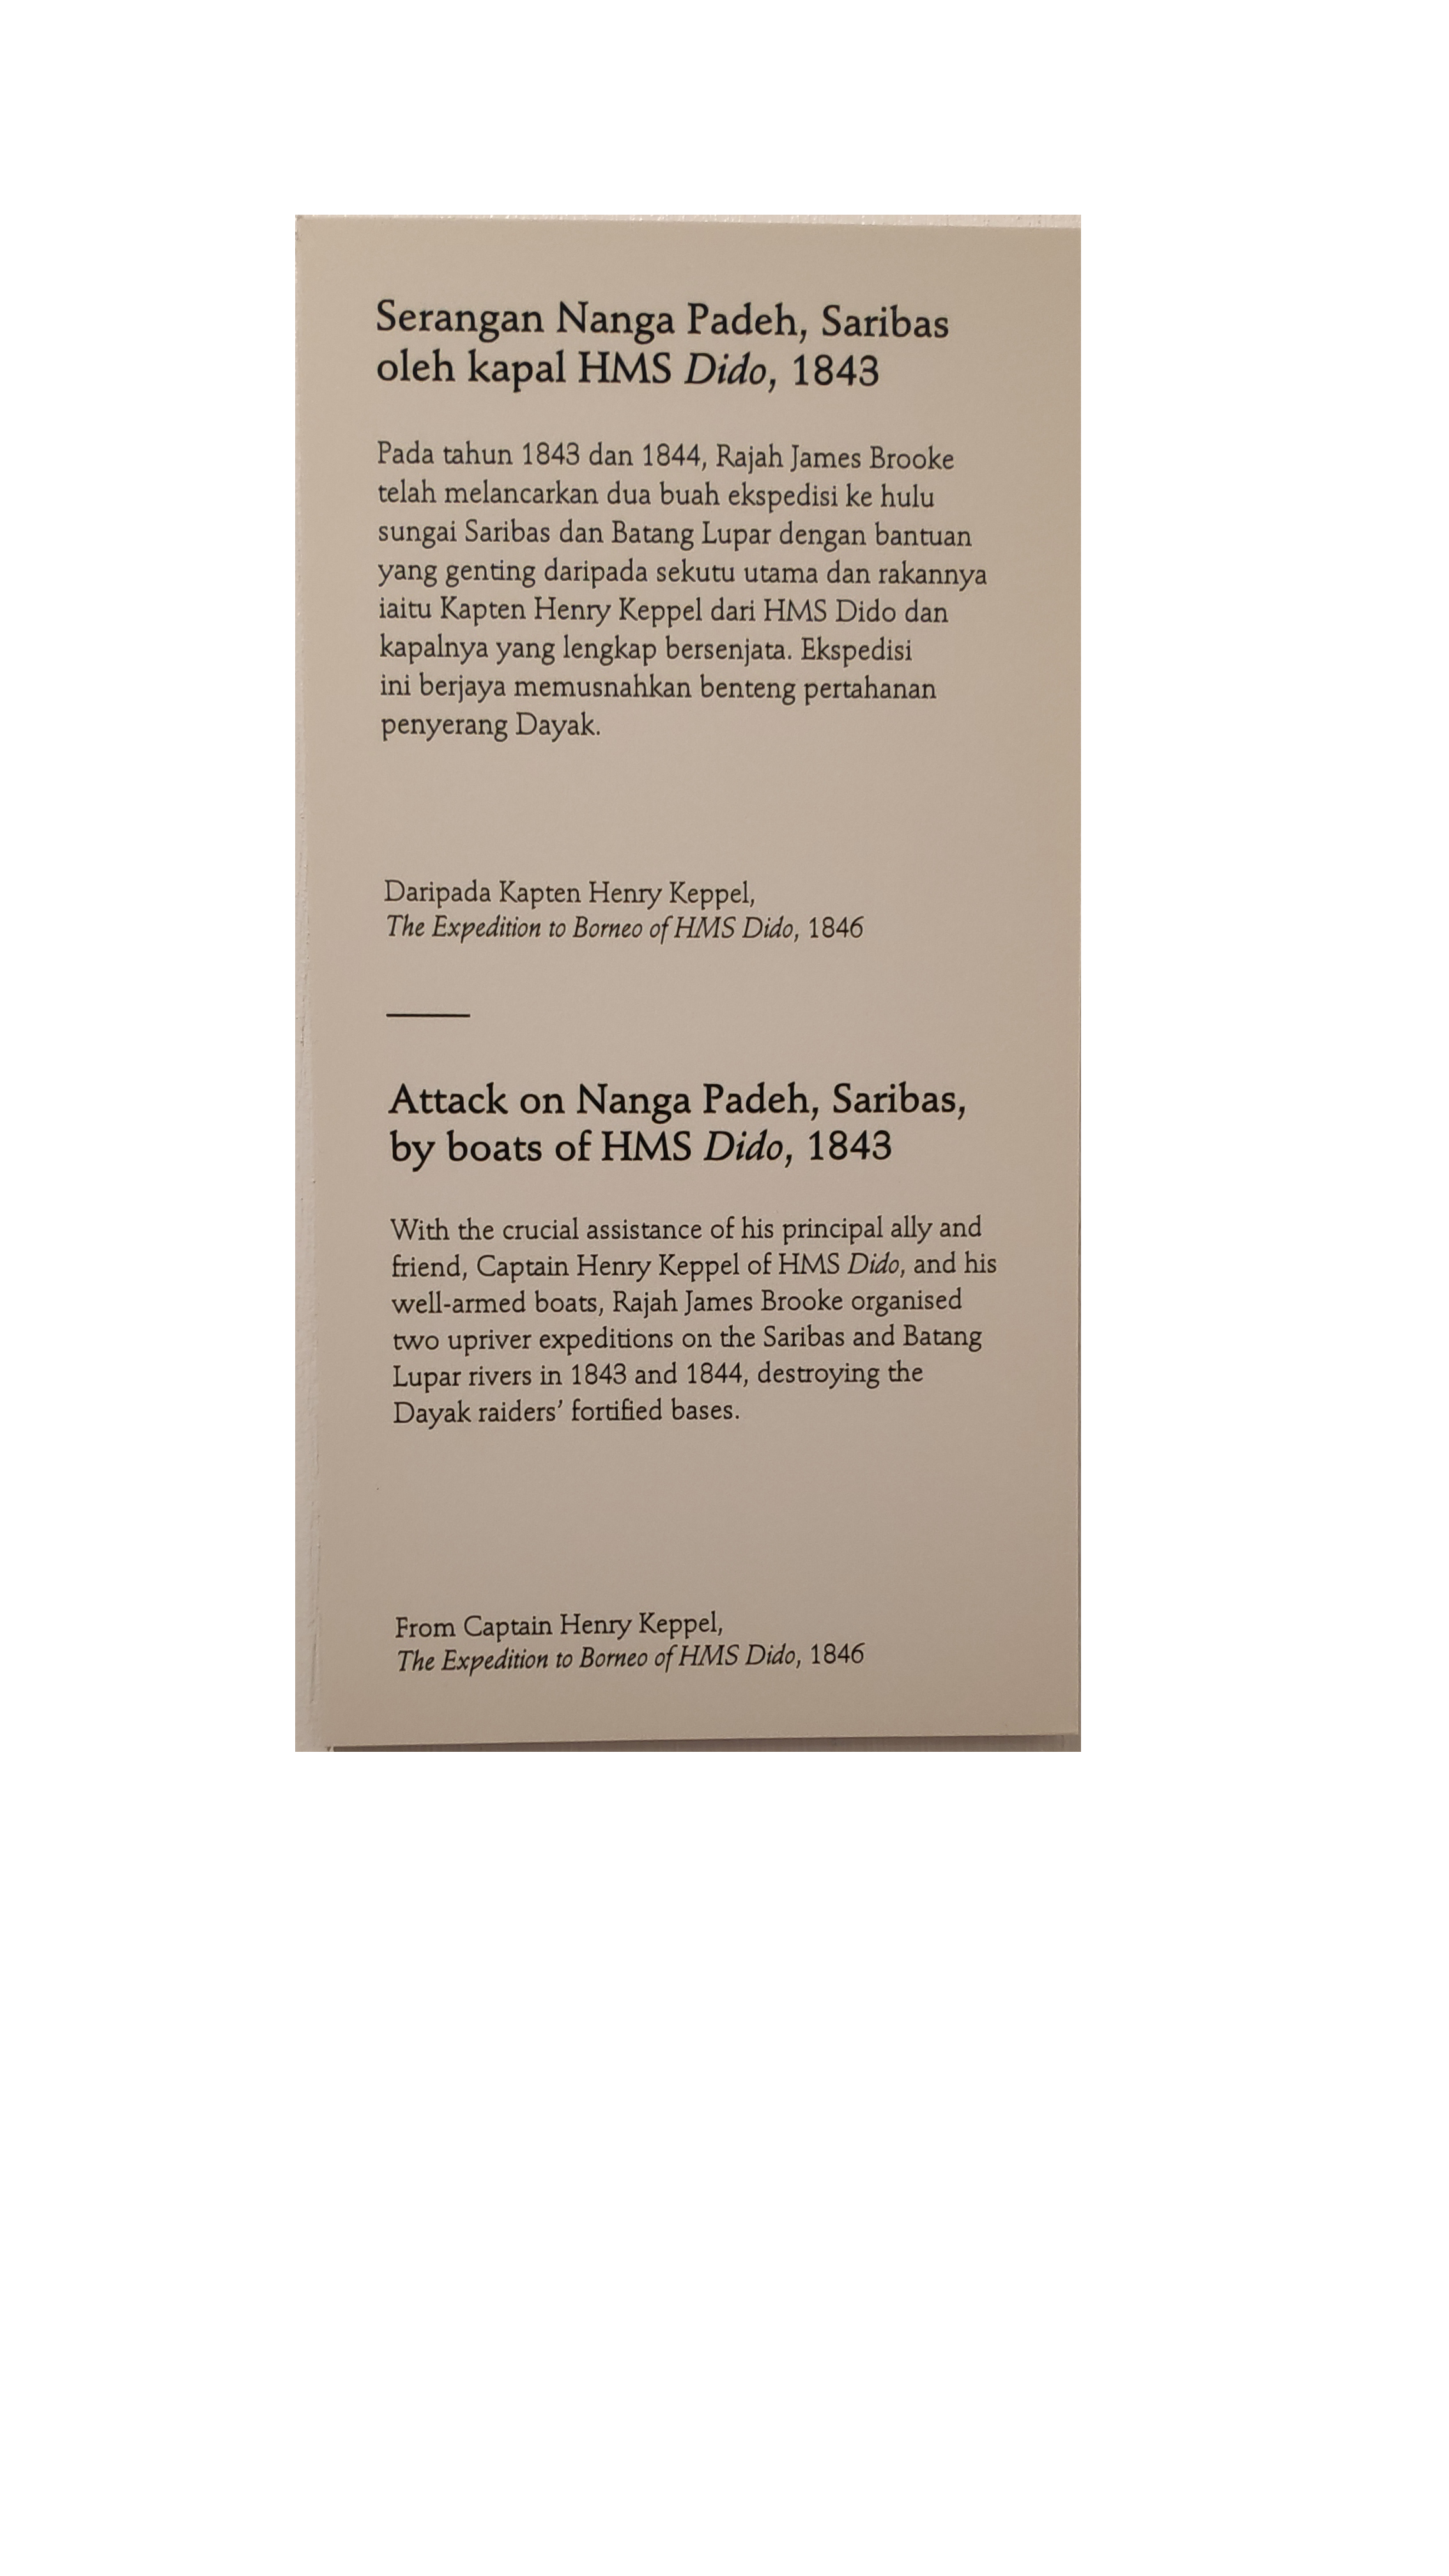 Serangan Nanga Padeh, Saribas
oleh kapal HMS Dido, 1843
Pada tahun 1843 dan 1844, Rajah James Brooke
telah melancarkan dua buah ekspedisi ke hulu
sungai Saribas dan Batang Lupar dengan bantuan
yang genting daripada sekutu utama dan rakannya
iaitu Kapten Henry Keppel dari HMS Dido dan
kapalnya yang lengkap bersenjata. Ekspedisi
ini berjaya memusnahkan benteng pertahanan
penyerang Dayak.
Daripada Kapten Henry Keppel,
The Expedition to Borneo of HMS Dido, 1846
Attack on Nanga Padeh, Saribas,
by boats of HMS Dido, 1843
With the crucial assistance of his principal ally and
friend, Captain Henry Keppel of HMS Dido, and his
well-armed boats, Rajah James Brooke organised
two upriver expeditions on the Saribas and Batang
Lupar rivers in 1843 and 1844, destroying the
Dayak raiders’ fortified bases.
From Captain Henry Keppel,
The Expedition to Borneo of HMS Dido, 1846